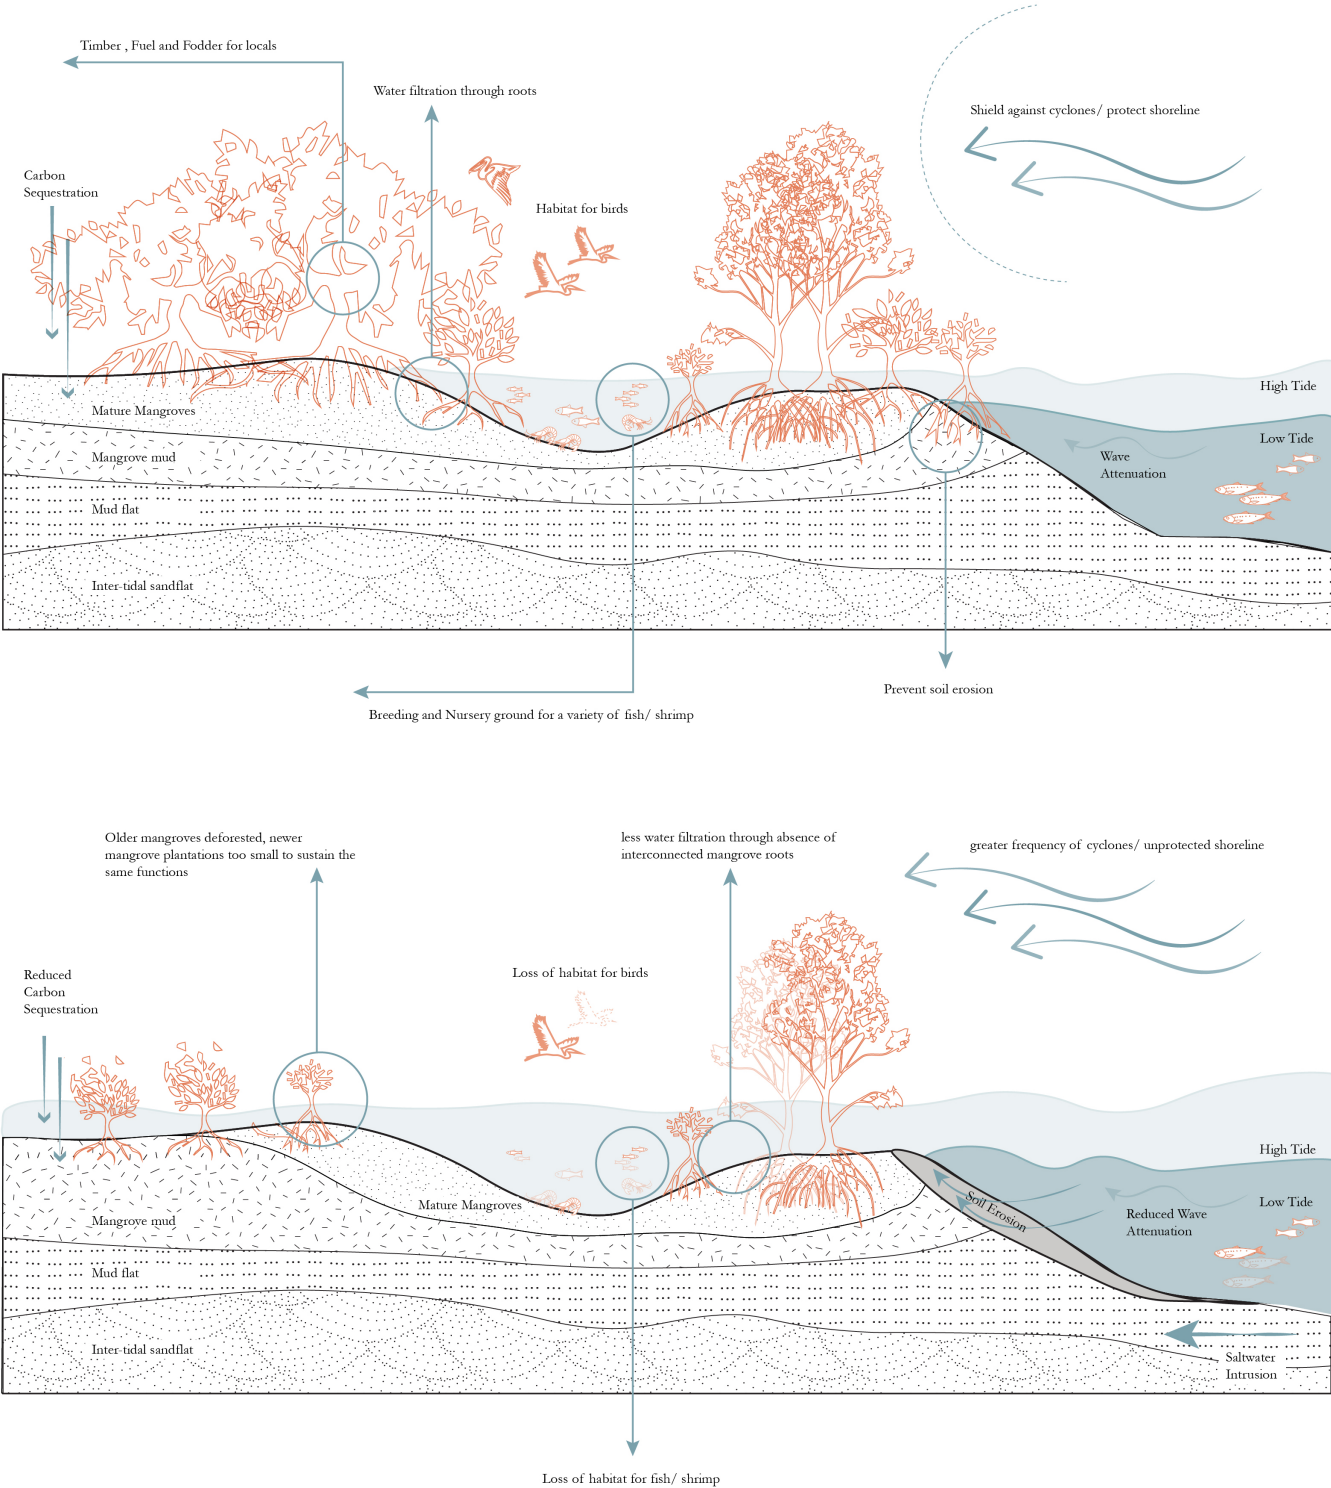 Timber , Fuel and Fodder for locals
Water filtration through roots
Shield against cyclones/ protect shoreline
Carbon
Sequestration
Habitat for birds
High Tide
Mature Mangroves
Low Tide
Wave
Attenuation
Mangrove mud
Mud flat
Inter-tidal sandflat
Prevent soil erosion
Breeding and Nursery ground for a variety of fish/ shrimp
Older mangroves deforested, newer
mangrove plantations too small to sustain the
same functions
less water filtration through absence of
interconnected mangrove roots
greater frequency of cyclones/ unprotected shoreline
Reduced
Carbon
Sequestration
Loss of habitat for birds
High Tide
Mature Mangroves
Soil Erosion
Low Tide
Reduced Wave
Attenuation
Mangrove mud
Mud flat
Inter-tidal sandflat
Saltwater
Intrusion
Loss of habitat for fish/ shrimp